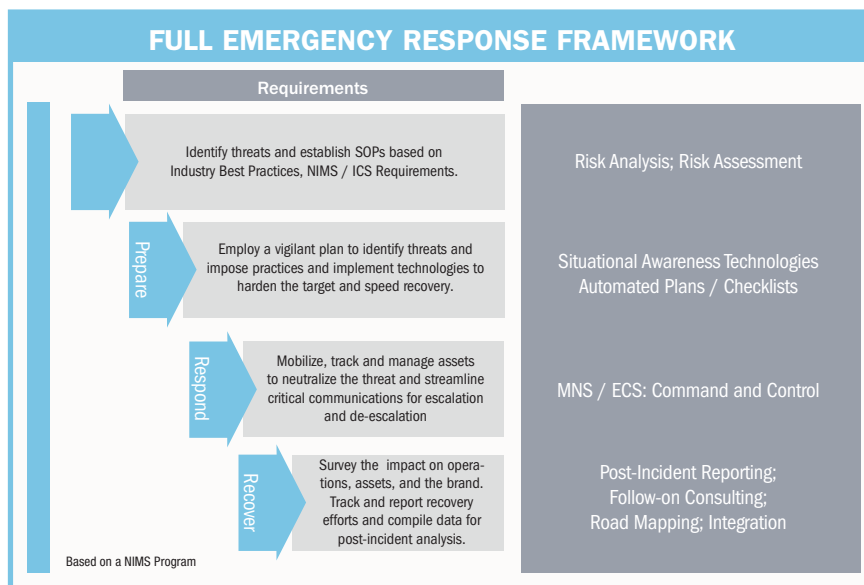 FULL EMERGENCY RESPONSE FRAMEWORK
Requirements
Identify threats and establish SOPs based on
Industry Best Practices, NIMS / ICS Requirements.
Risk Analysis; Risk Assessment
Prepare
Employ a vigilant plan to identify threats and
impose practices and implement technologies to
harden the target and speed recovery.
Situational Awareness Technologies
Automated Plans / Checklists
Respond
Mobilize, track and manage assets
to neutralize the threat and streamline
critical communications for escalation
and de-escalation
MNS / ECS: Command and Control
Recover
Survey the impact on opera-
tions, assets, and the brand.
Track and report recovery
efforts and compile data for
post-incident analysis.
Post-Incident Reporting;
Follow-on Consulting;
Road Mapping; Integration
Based on a NIMS Program